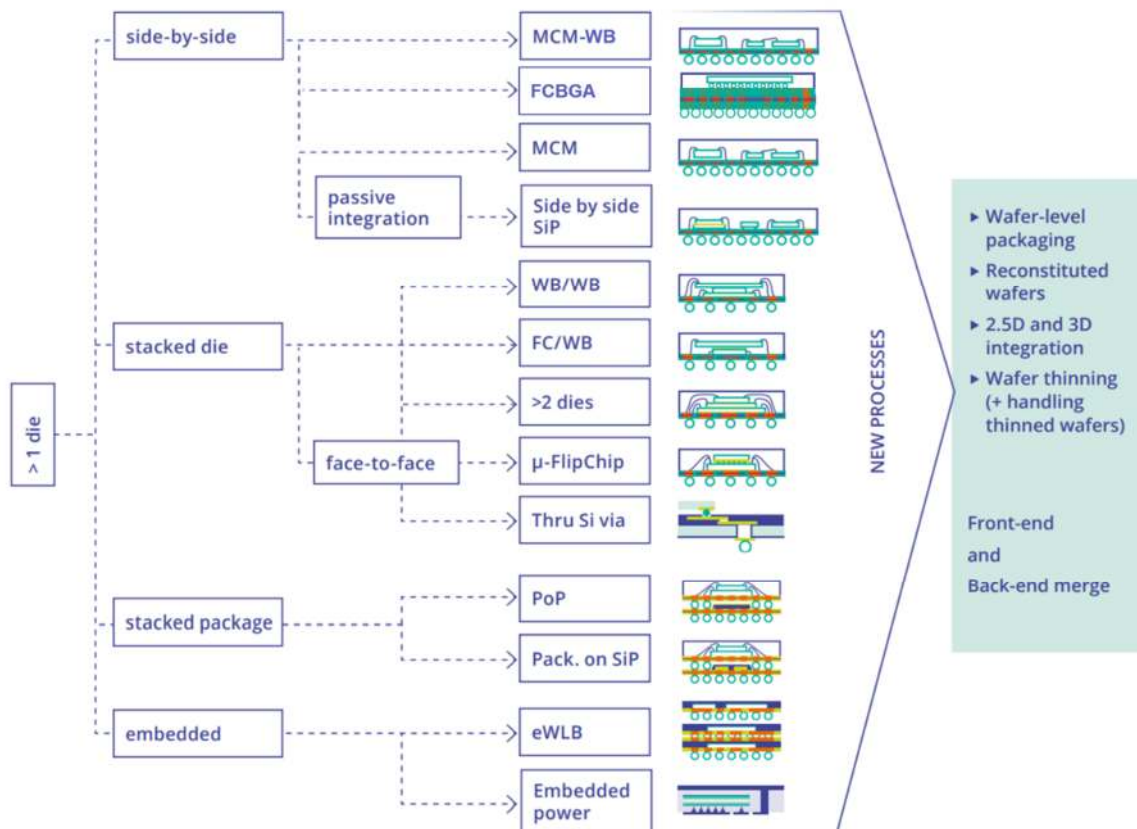 > 1 die
side-by-side
passive
integration
MCM-WB
FCBGA
MCM
Side by side
SiP
stacked die
face-to-face
WB/WB
FC/WB
>2 dies
μ-FlipChip
Thru Si via
stacked package
PoP
Pack. on SiP
embedded
eWLB
Embedded
power
NEW PROCESSES
▸ Wafer-level
packaging
▸ Reconstituted
wafers
▸ 2.5D and 3D
integration
▸ Wafer thinning
(+ handling
thinned wafers)
Front-end
and
Back-end merge